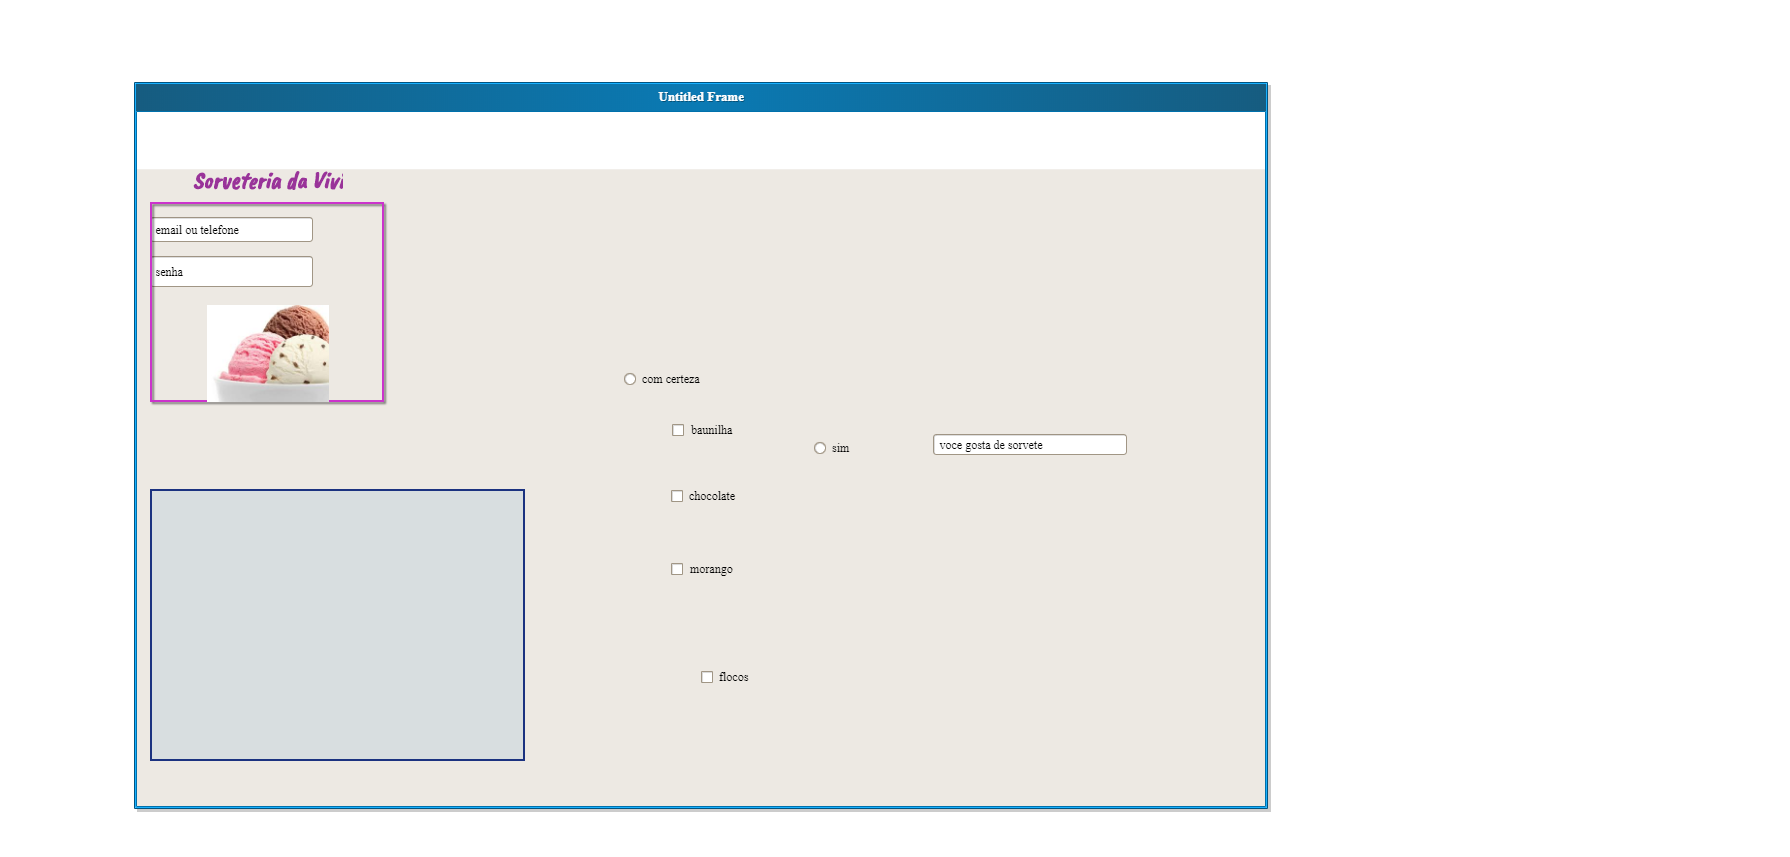 Untitled Frame
Sorveteria da Vivi
email ou telefone
senha
com certeza
baunilha
sim
voce gosta de sorvete
chocolate
morango
flocos